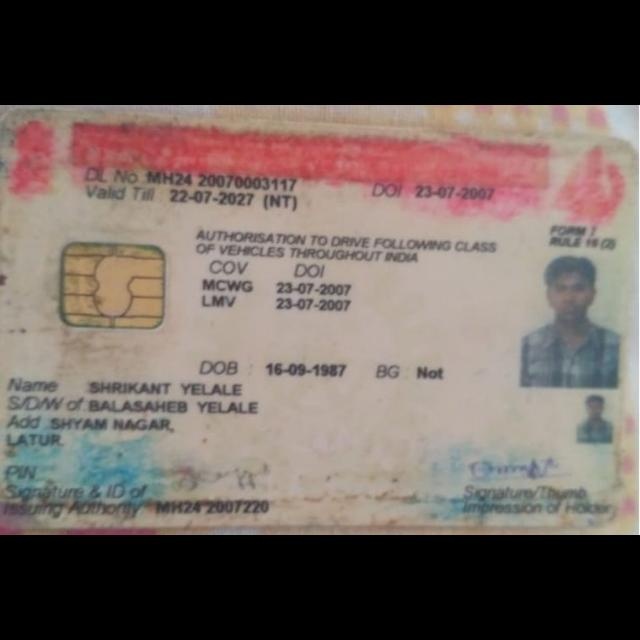 DL No MH24 20070003117 DOI 23-07-2007
Valid Till 22-07-2027 (NT)
FORM 7
RULE 16 (2)
AUTHORISATION TO DRIVE FOLLOWING CLASS
OF VEHICLES THROUGHOUT INDIA
COV DOI
MCWG 23-07-2007
LMV 23-07-2007
DOB : 16-09-1987 BG Not
Name SHRIKANT YELALE
S/D/W of BALASAHEB YELALE
Add SHYAM NAGAR,
LATUR.
PIN
Signature & ID of
Issuing Authority MH24 2007220
Signature/Thumb
Impression of Holder